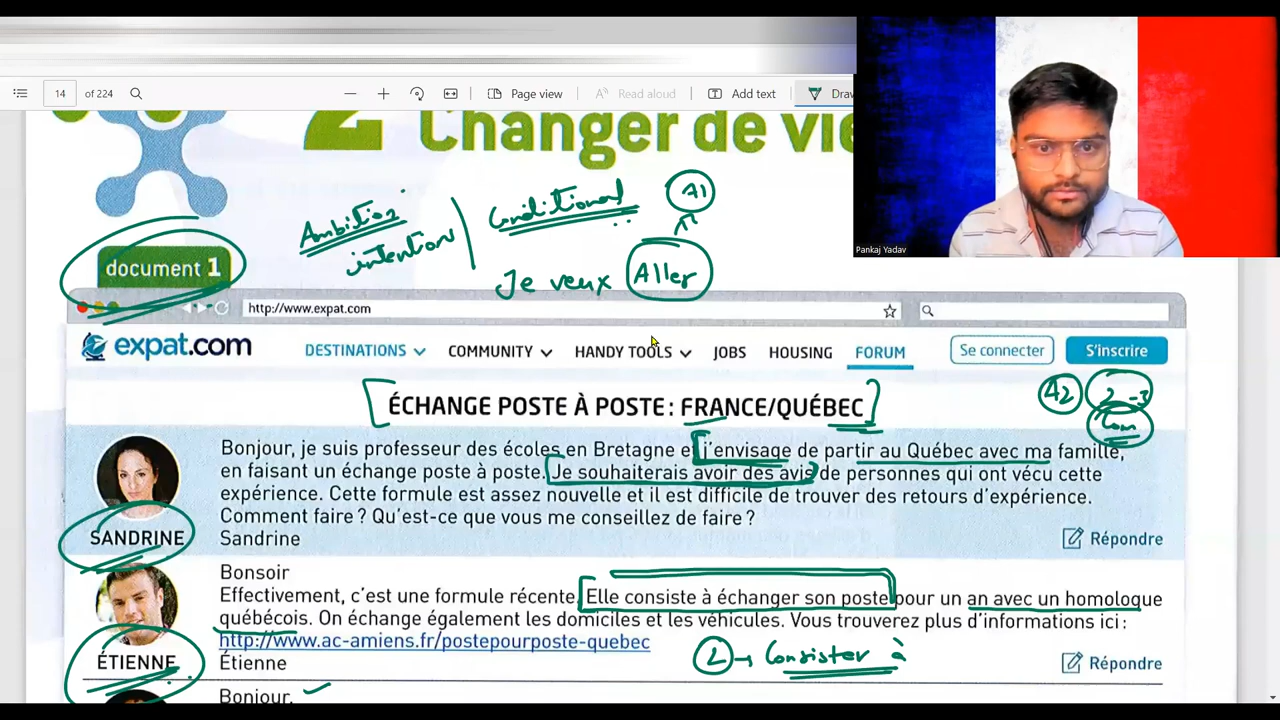 14 of 224 Page view Read aloud Add text Draw
2 Changer de vie
Pankaj Yadav
Ambition
intention
Conditional
A1
Je veux Aller
document 1
http://www.expat.com
expat.com DESTINATIONS COMMUNITY HANDY TOOLS JOBS HOUSING FORUM Se connecter S'inscrire
ÉCHANGE POSTE À POSTE : FRANCE/QUÉBEC
A2 2-3
Com
Bonjour, je suis professeur des écoles en Bretagne et j'envisage de partir au Québec avec ma famille,
en faisant un échange poste à poste. Je souhaiterais avoir des avis de personnes qui ont vécu cette
expérience. Cette formule est assez nouvelle et il est difficile de trouver des retours d'expérience.
Comment faire ? Qu'est-ce que vous me conseillez de faire ?
SANDRINE Sandrine Répondre
Bonsoir
Effectivement, c'est une formule récente. Elle consiste à échanger son poste pour un an avec un homologue
québécois. On échange également les domiciles et les véhicules. Vous trouverez plus d'informations ici :
http://www.ac-amiens.fr/postepourposte-quebec
2 → Consister à
ÉTIENNE Étienne Répondre
Bonjour,